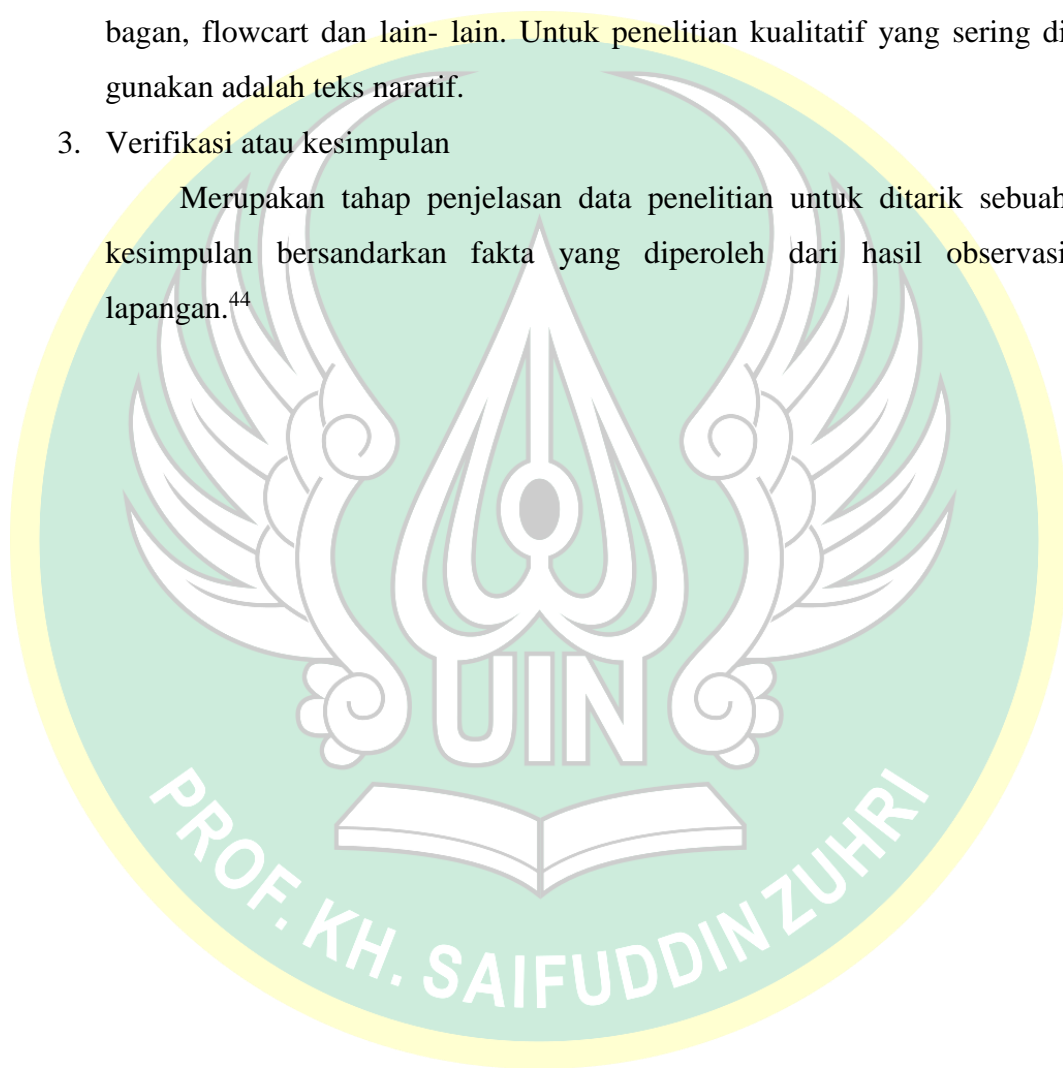 bagan, flowcart dan lain- lain. Untuk penelitian kualitatif yang sering di
gunakan adalah teks naratif.
3. Verifikasi atau kesimpulan
Merupakan tahap penjelasan data penelitian untuk ditarik sebuah
kesimpulan bersandarkan fakta yang diperoleh dari hasil observasi
lapangan.44
UIN
PROF. KH. SAIFUDDIN ZUHRI